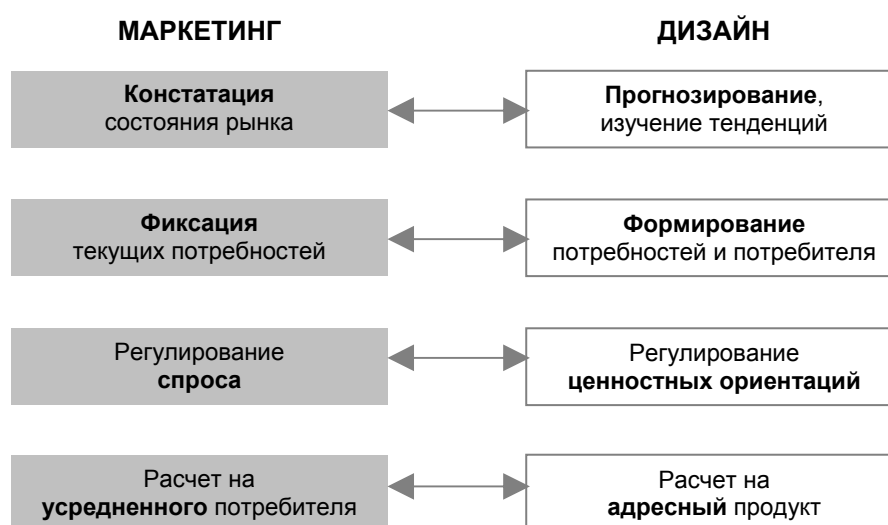 МАРКЕТИНГ
ДИЗАЙН
Констатация
состояния рынка
Прогнозирование,
изучение тенденций
Фиксация
текущих потребностей
Формирование
потребностей и потребителя
Регулирование
спроса
Регулирование
ценностных ориентаций
Расчет на
усредненного потребителя
Расчет на
адресный продукт